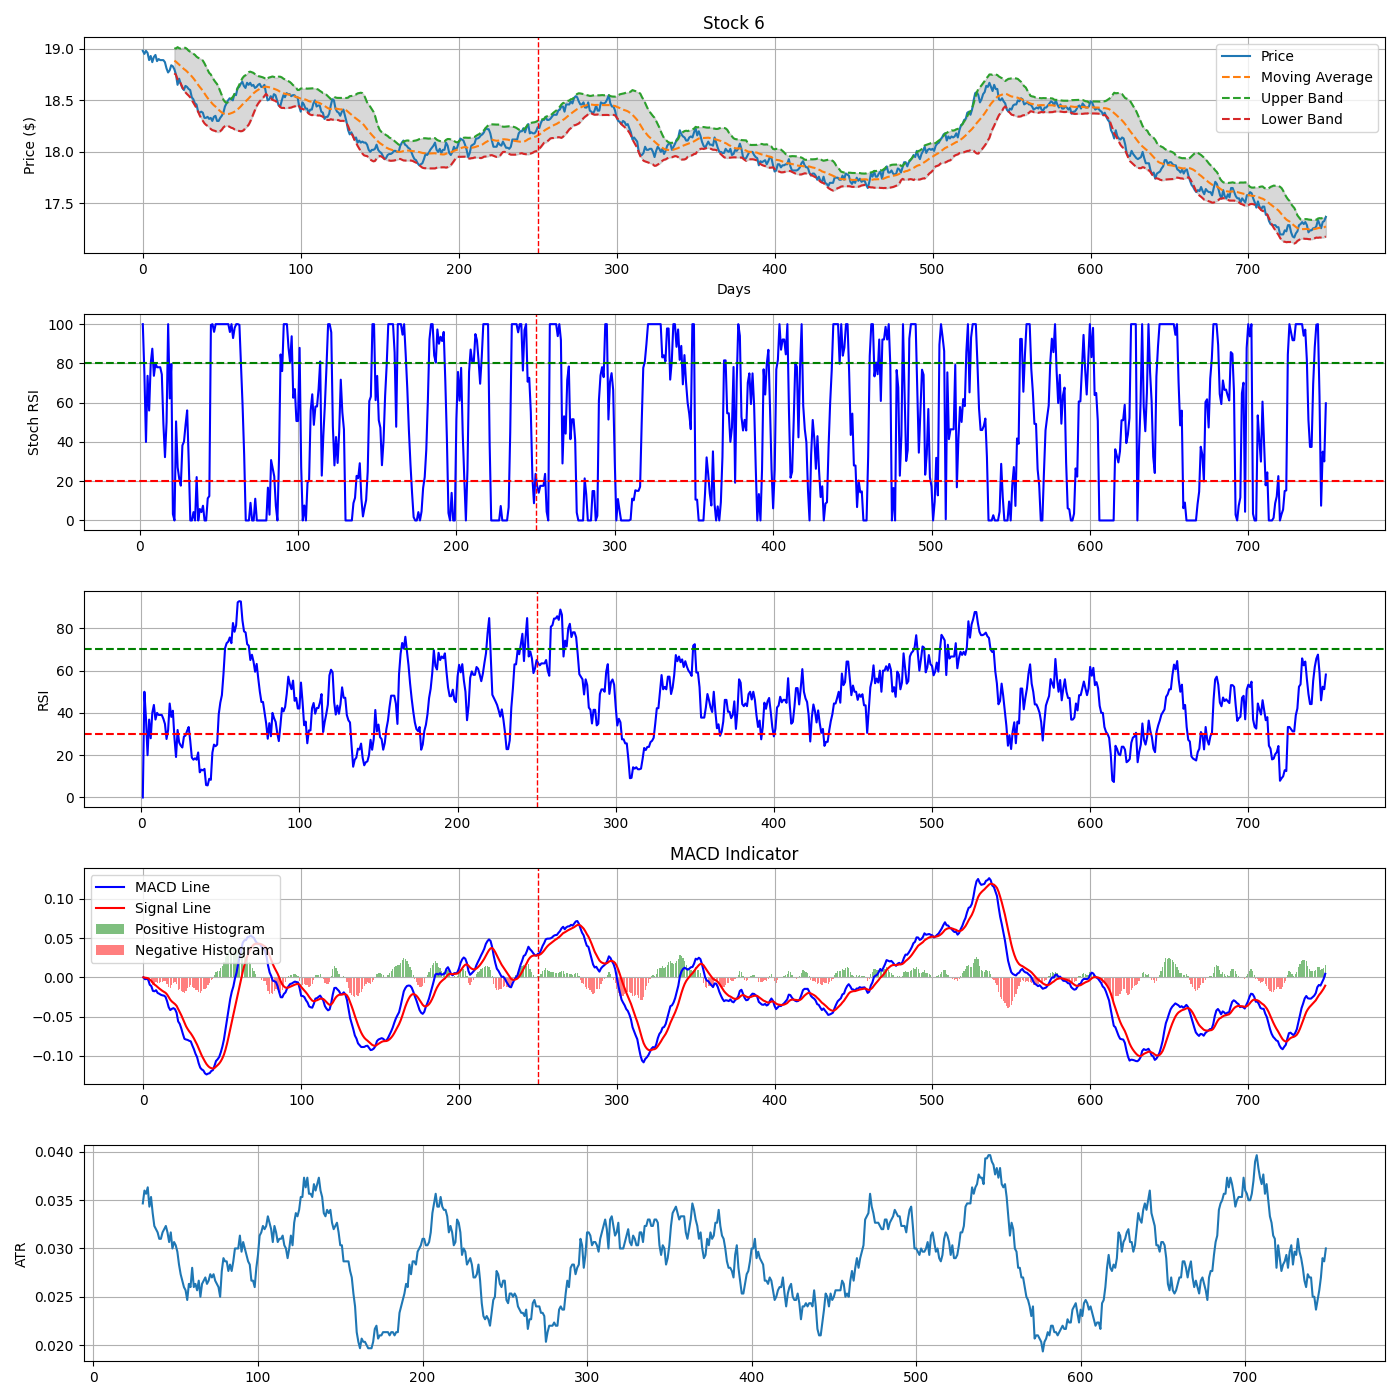 Stock 6
19.0
18.5
18.0
17.5
Price ($)
Price
Moving Average
Upper Band
Lower Band
0 100 200 300 400 500 600 700
Days
100
80
60
40
20
0
Stoch RSI
0 100 200 300 400 500 600 700
80
60
40
20
0
RSI
0 100 200 300 400 500 600 700
MACD Indicator
0.10
0.05
0.00
−0.05
−0.10
MACD Line
Signal Line
Positive Histogram
Negative Histogram
0 100 200 300 400 500 600 700
0.040
0.035
0.030
0.025
0.020
ATR
0 100 200 300 400 500 600 700